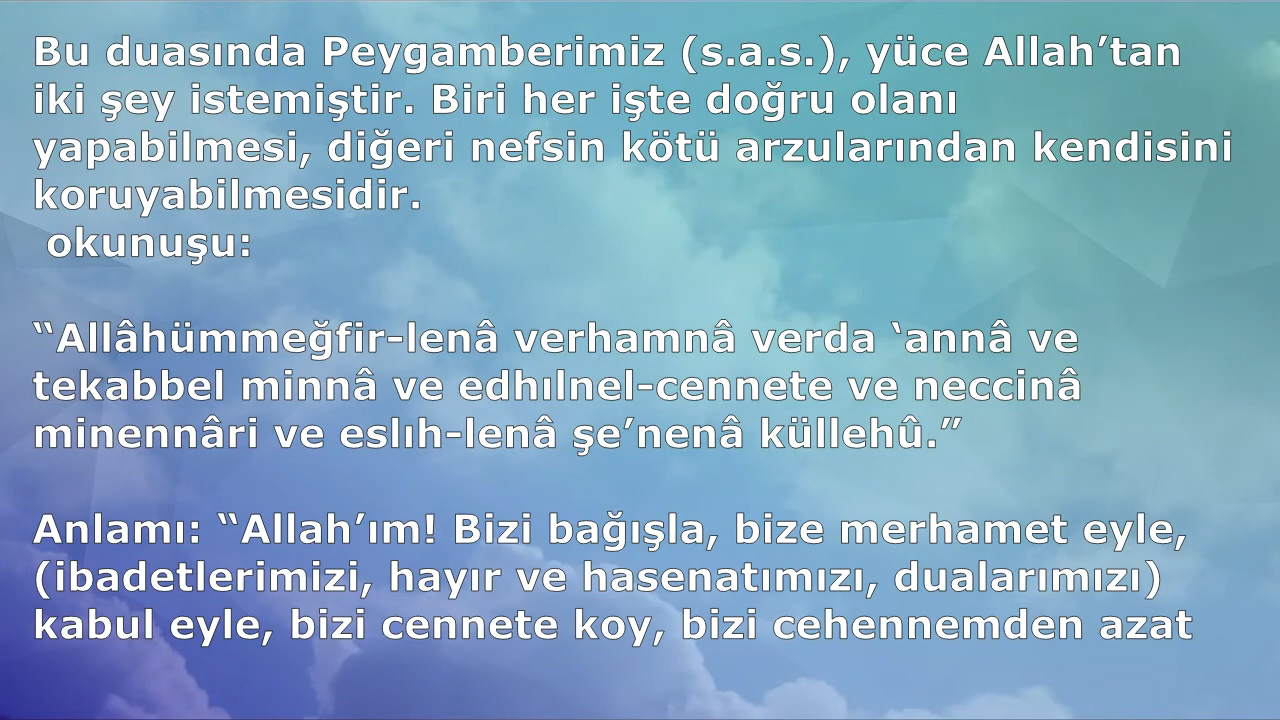 Bu duasında Peygamberimiz (s.a.s.), yüce Allah’tan
iki şey istemiştir. Biri her işte doğru olanı
yapabilmesi, diğeri nefsin kötü arzularından kendisini
koruyabilmesidir.
okunuşu:
“Allâhümmeğfir-lenâ verhamnâ verda ‘annâ ve
tekabbel minnâ ve edhılnel-cennete ve neccinâ
minennâri ve eslıh-lenâ şe’nenâ küllehû.”
Anlamı: “Allah’ım! Bizi bağışla, bize merhamet eyle,
(ibadetlerimizi, hayır ve hasenatımızı, dualarımızı)
kabul eyle, bizi cennete koy, bizi cehennemden azat